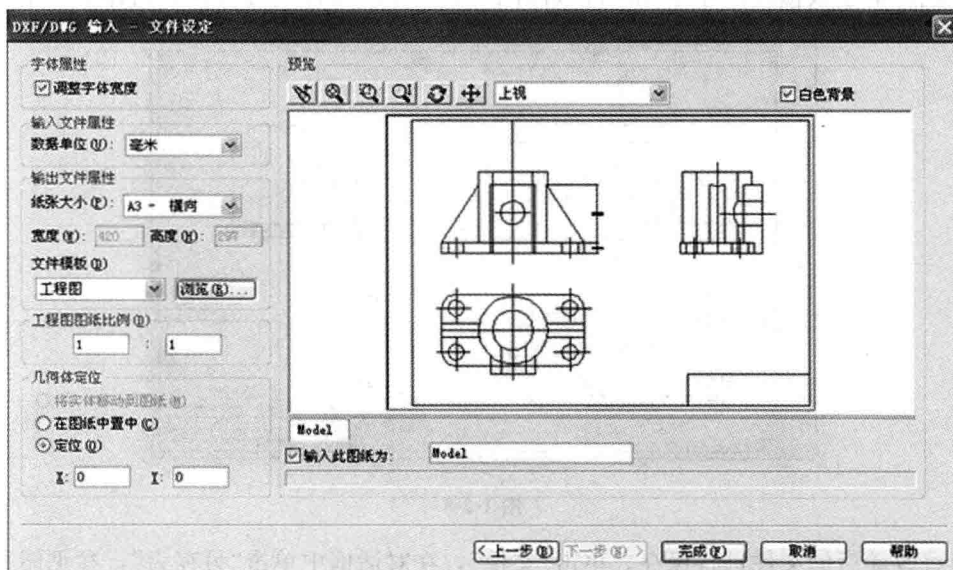 DXF/DWG 输入 - 文件设定
字体属性
调整字体宽度
输入文件属性
数据单位(U): 毫米
输出文件属性
纸张大小(P): A3 - 横向
宽度(W): 420 高度(H): 297
文件模板(D)
工程图 浏览(R)...
工程图图纸比例(D)
1 : 1
几何体定位
将实体移动到图纸(M)
在图纸中置中(C)
定位(O)
X: 0 Y: 0
预览
上视
白色背景
Model
输入此图纸为: Model
< 上一步(B) 下一步(N) > 完成(F) 取消 帮助